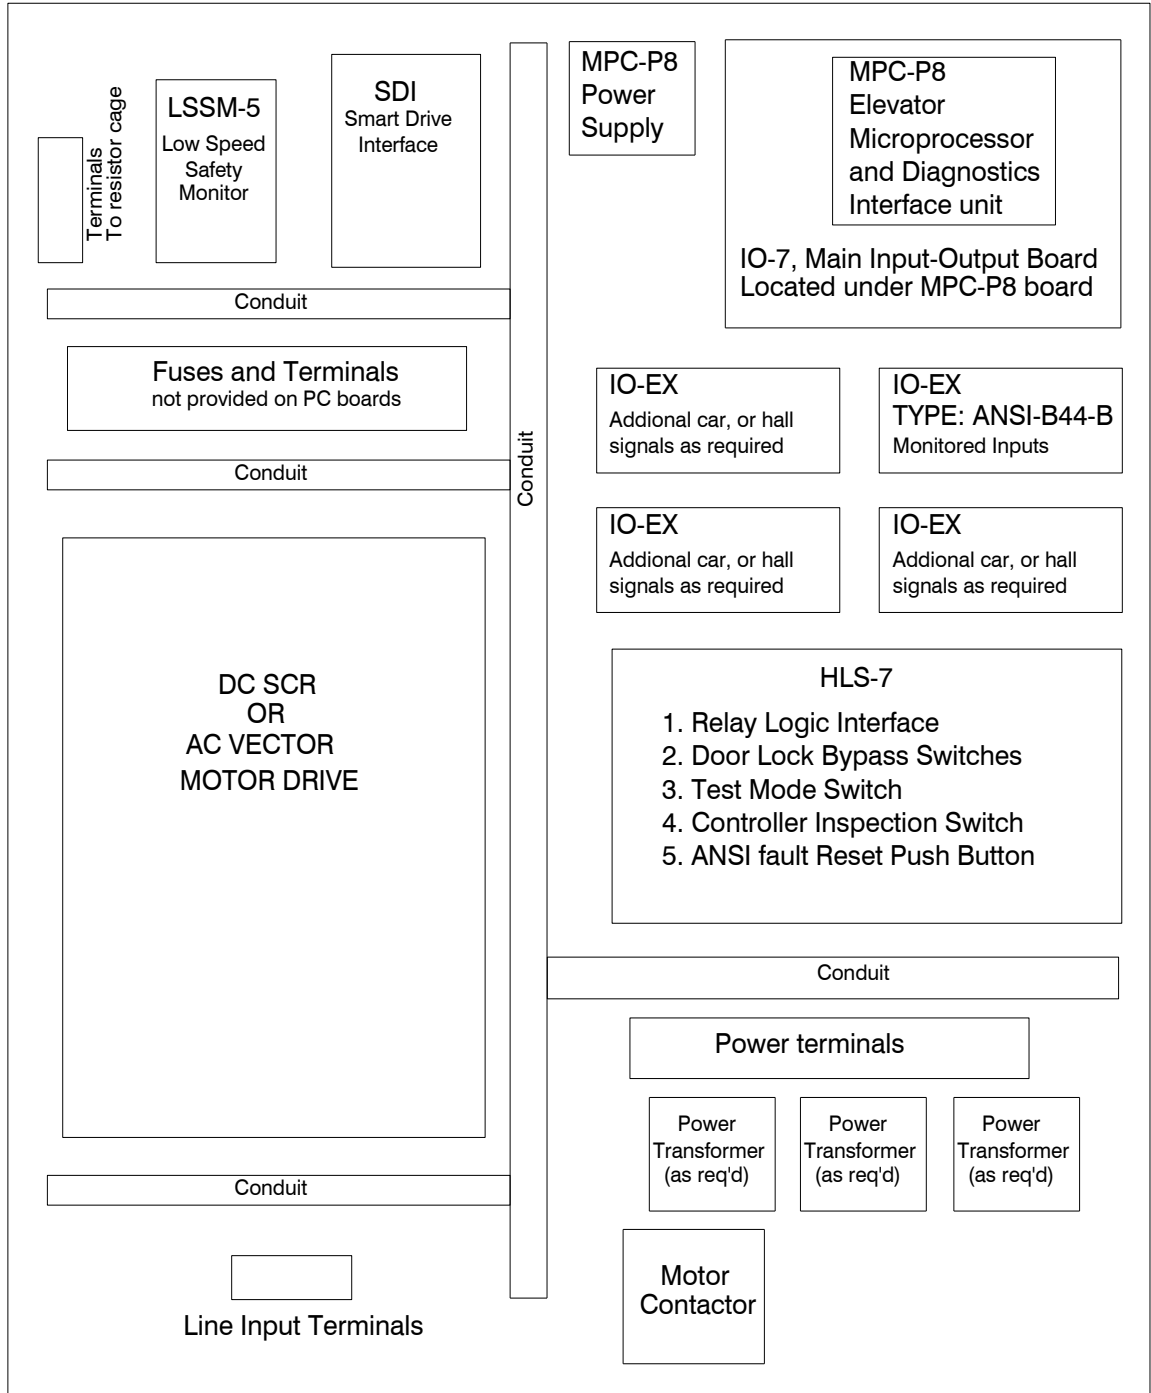 Terminals
To resistor cage
LSSM-5
Low Speed
Safety
Monitor
SDI
Smart Drive
Interface
MPC-P8
Power
Supply
MPC-P8
Elevator
Microprocessor
and Diagnostics
Interface unit
IO-7, Main Input-Output Board
Located under MPC-P8 board
Conduit
Fuses and Terminals
not provided on PC boards
Conduit
Conduit
IO-EX
Addional car, or hall
signals as required
IO-EX
TYPE: ANSI-B44-B
Monitored Inputs
IO-EX
Addional car, or hall
signals as required
IO-EX
Addional car, or hall
signals as required
DC SCR
OR
AC VECTOR
MOTOR DRIVE
HLS-7
1. Relay Logic Interface
2. Door Lock Bypass Switches
3. Test Mode Switch
4. Controller Inspection Switch
5. ANSI fault Reset Push Button
Conduit
Power terminals
Power
Transformer
(as req'd)
Power
Transformer
(as req'd)
Power
Transformer
(as req'd)
Conduit
Line Input Terminals
Motor
Contactor